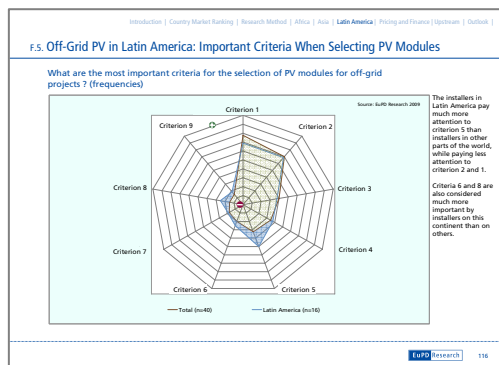 Introduction | Country Market Ranking | Research Method | Africa | Asia | Latin America | Pricing and Finance | Upstream | Outlook |
F.5. Off-Grid PV in Latin America: Important Criteria When Selecting PV Modules
What are the most important criteria for the selection of PV modules for off-grid
projects ? (frequencies)
Source: EuPD Research 2009
Criterion 1
Criterion 2
Criterion 3
Criterion 4
Criterion 5
Criterion 6
Criterion 7
Criterion 8
Criterion 9
Total (n=40)
Latin America (n=16)
The installers in
Latin America pay
much more
attention to
criterion 5 than
installers in other
parts of the world,
while paying less
attention to
criterion 2 and 1.
Criteria 6 and 8 are
also considered
much more
important by
installers on this
continent than on
others.
EuPD Research
116